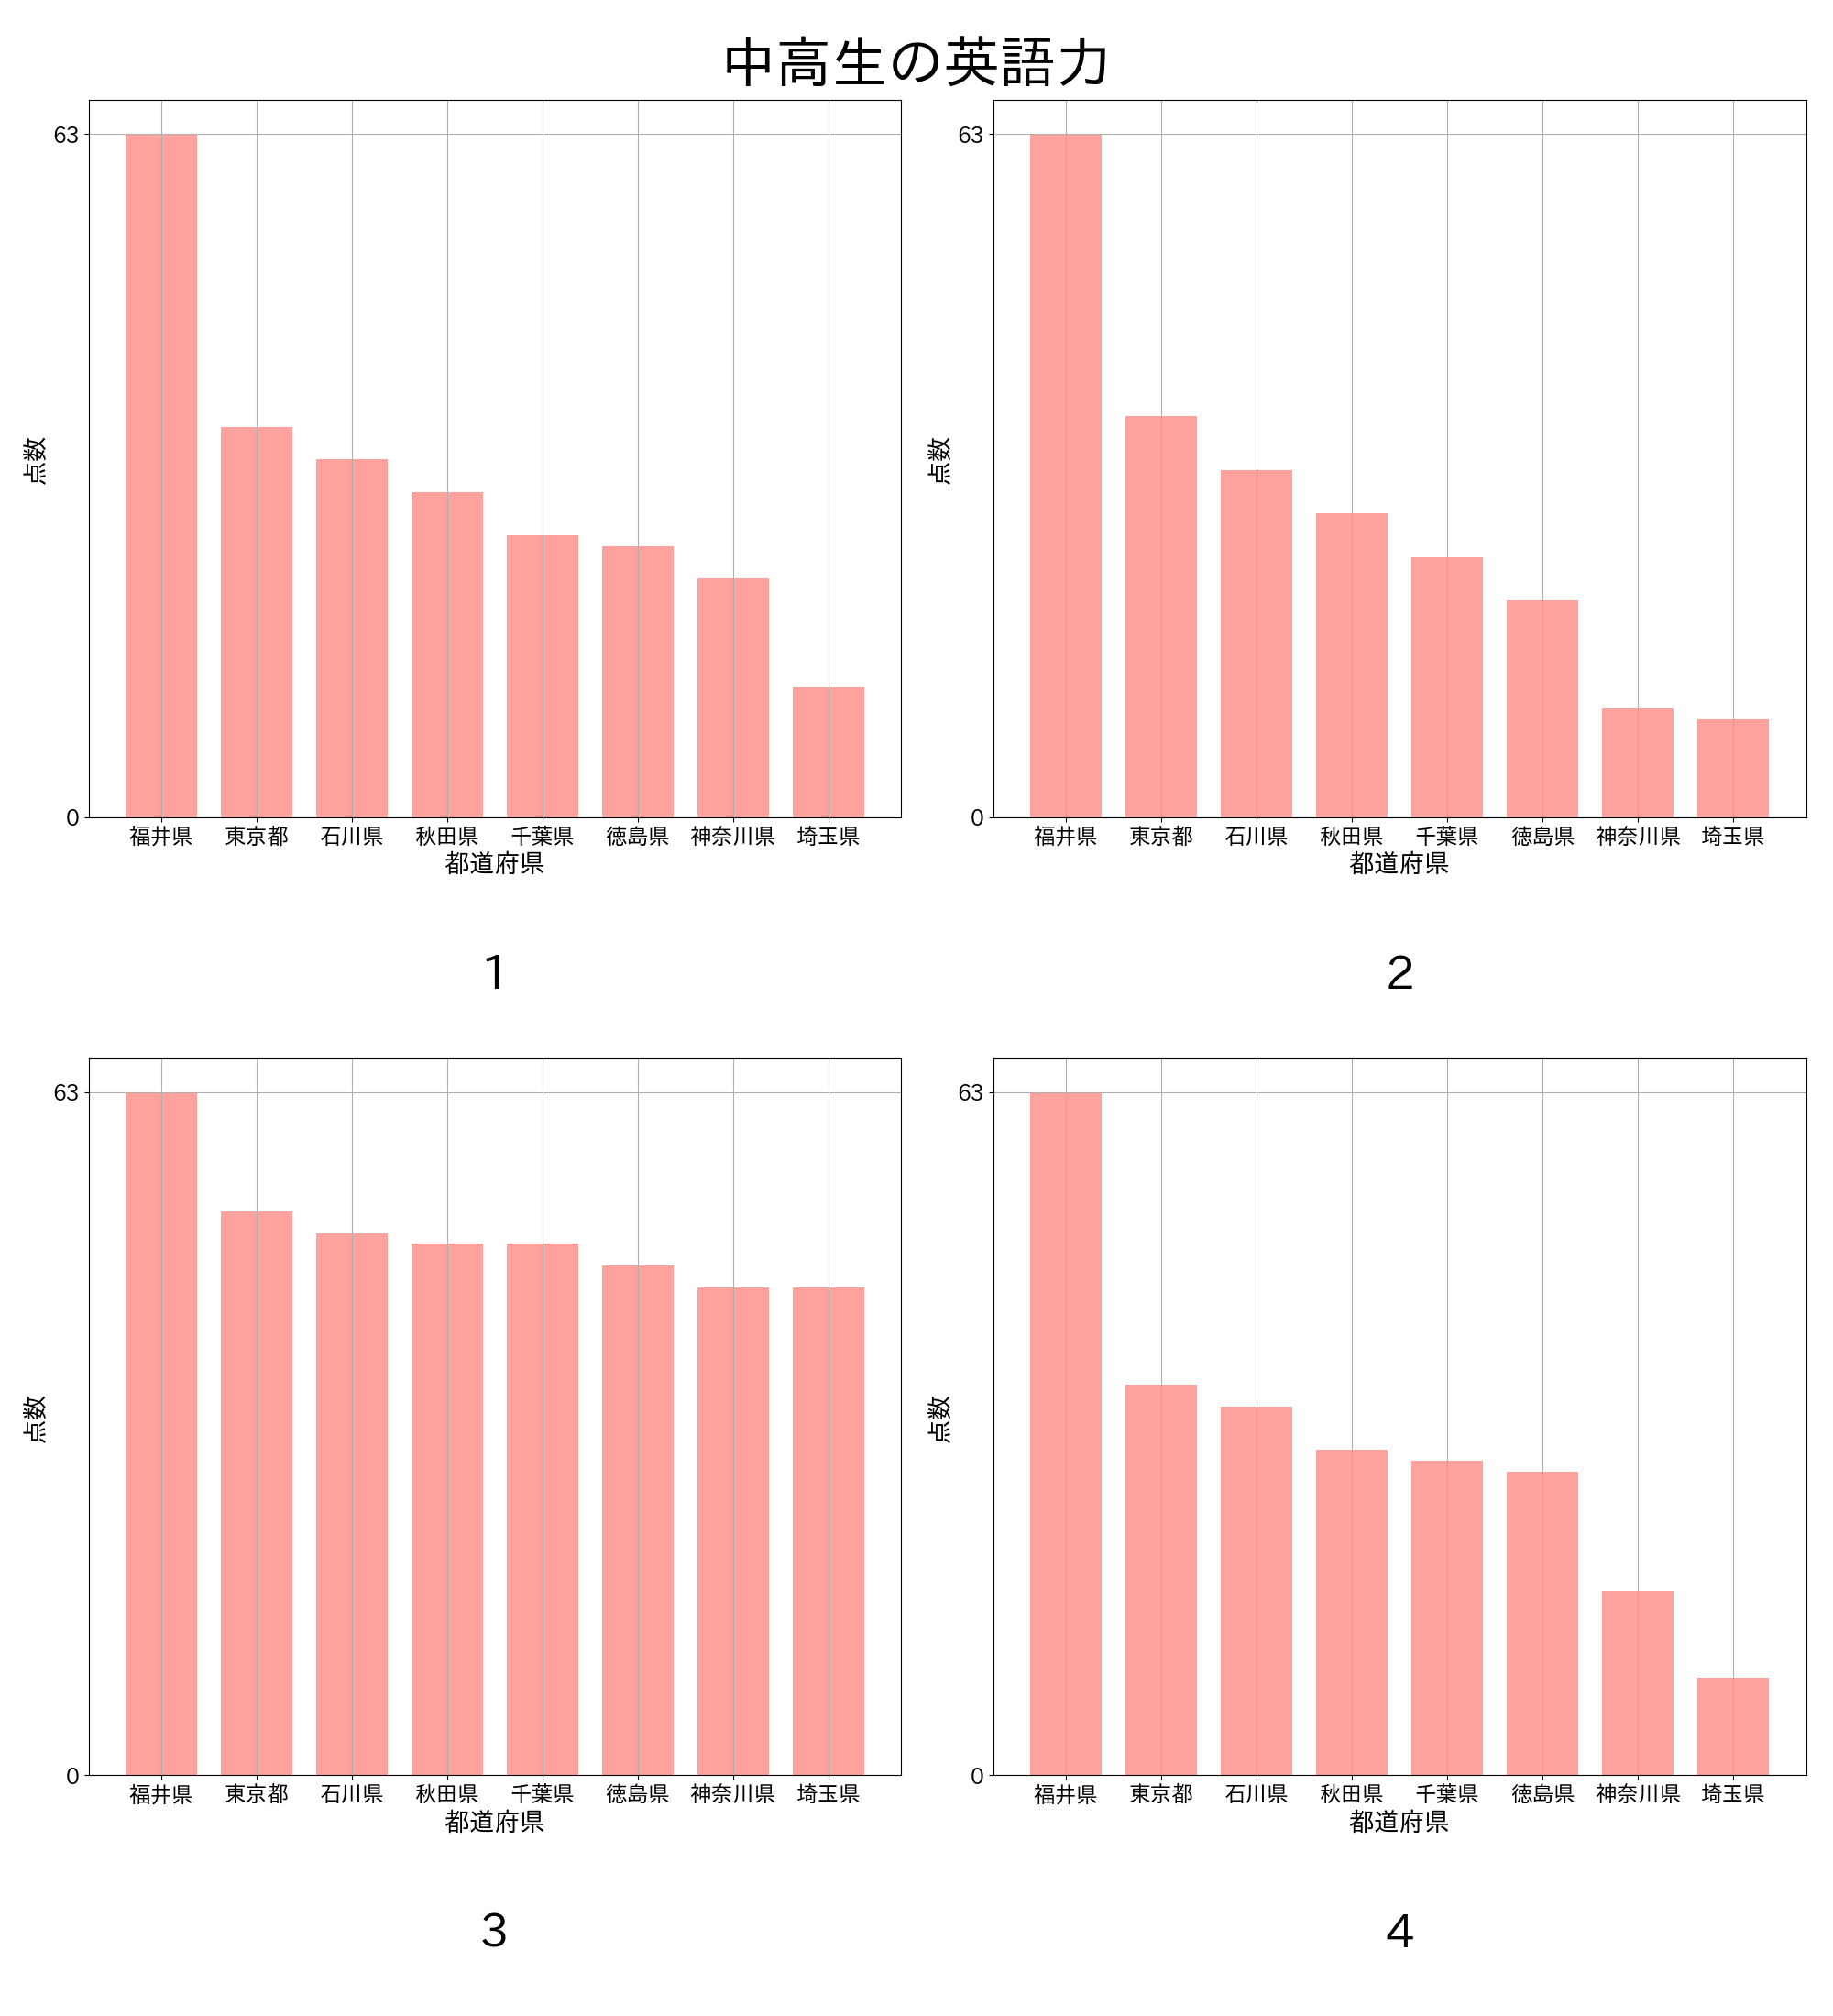 中高生の英語力
63
点数
0
福井県 東京都 石川県 秋田県 千葉県 徳島県 神奈川県 埼玉県
都道府県
1
63
点数
0
福井県 東京都 石川県 秋田県 千葉県 徳島県 神奈川県 埼玉県
都道府県
2
63
点数
0
福井県 東京都 石川県 秋田県 千葉県 徳島県 神奈川県 埼玉県
都道府県
3
63
点数
0
福井県 東京都 石川県 秋田県 千葉県 徳島県 神奈川県 埼玉県
都道府県
4